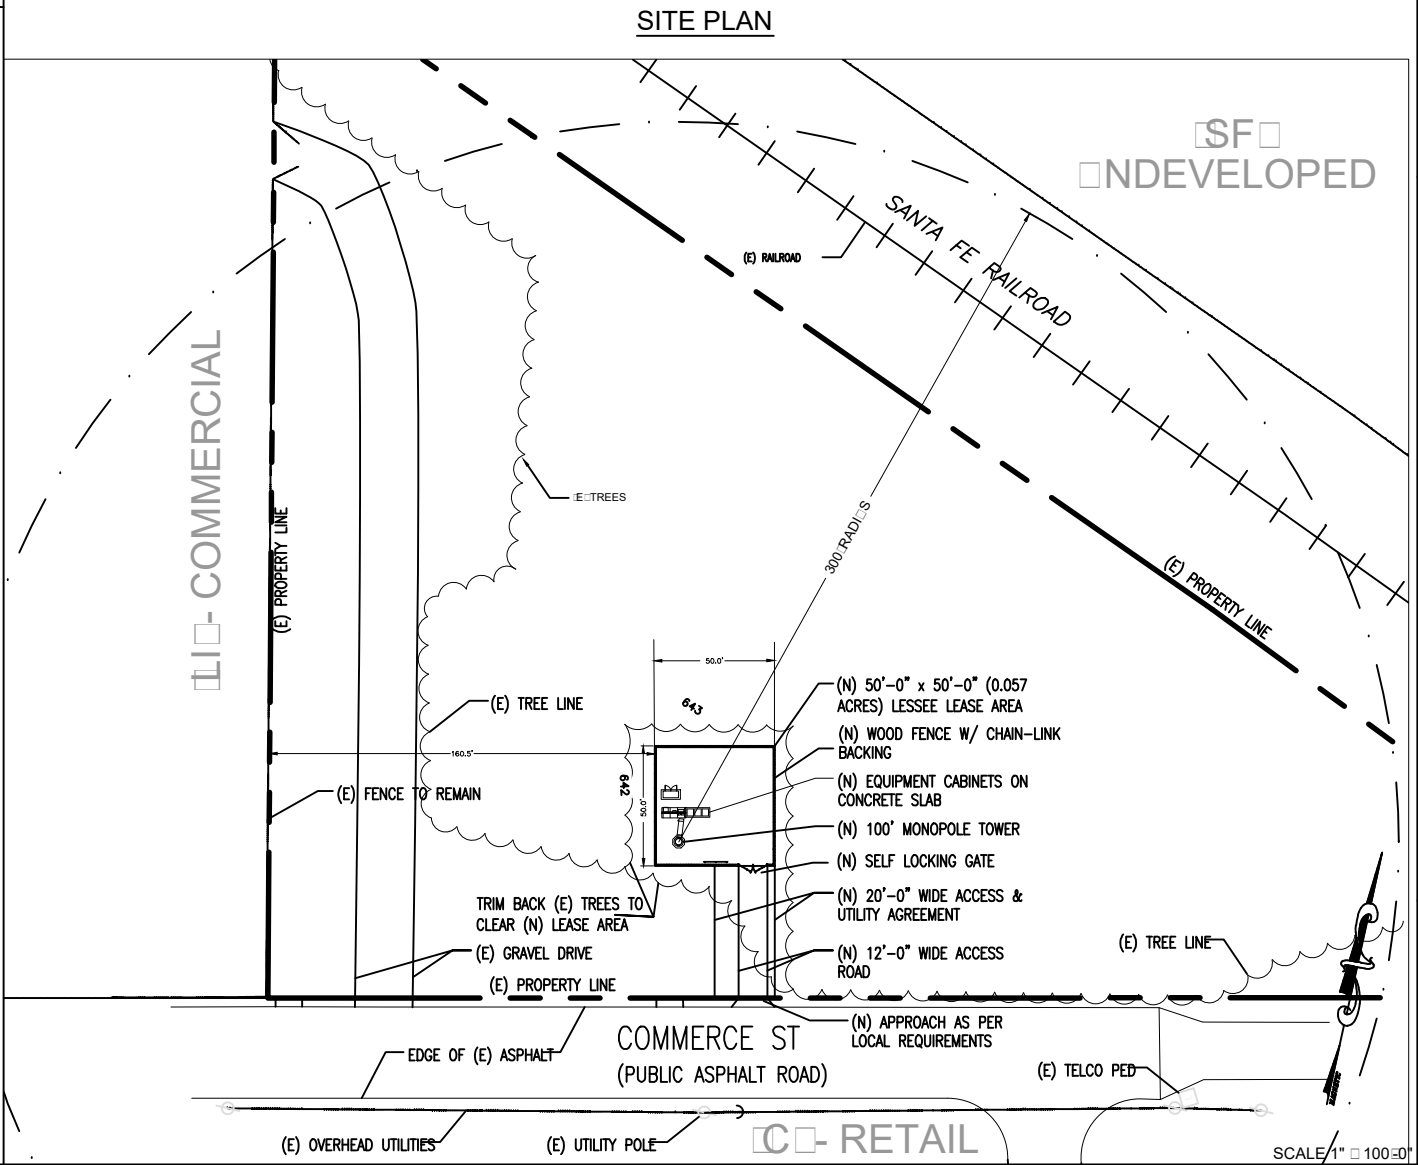 SITE PLAN
SF
NDEVELOPED
SANTA FE RAILROAD
(E) RAILROAD
LI - COMMERCIAL
(E) PROPERTY LINE
E TREES
300 RADI S
(E) PROPERTY LINE
50.0'
643
(N) 50'-0" x 50'-0" (0.057
ACRES) LESSEE LEASE AREA
(E) TREE LINE
(N) WOOD FENCE W/ CHAIN-LINK
BACKING
160.5'
642
50.0'
(N) EQUIPMENT CABINETS ON
CONCRETE SLAB
(E) FENCE TO REMAIN
(N) 100' MONOPOLE TOWER
(N) SELF LOCKING GATE
(N) 20'-0" WIDE ACCESS &
UTILITY AGREEMENT
TRIM BACK (E) TREES TO
CLEAR (N) LEASE AREA
(E) GRAVEL DRIVE
(N) 12'-0" WIDE ACCESS
ROAD
(E) TREE LINE
(E) PROPERTY LINE
(N) APPROACH AS PER
LOCAL REQUIREMENTS
COMMERCE ST
(PUBLIC ASPHALT ROAD)
EDGE OF (E) ASPHALT
(E) TELCO PED
(E) OVERHEAD UTILITIES
(E) UTILITY POLE
C - RETAIL
SCALE 1" 100 0"